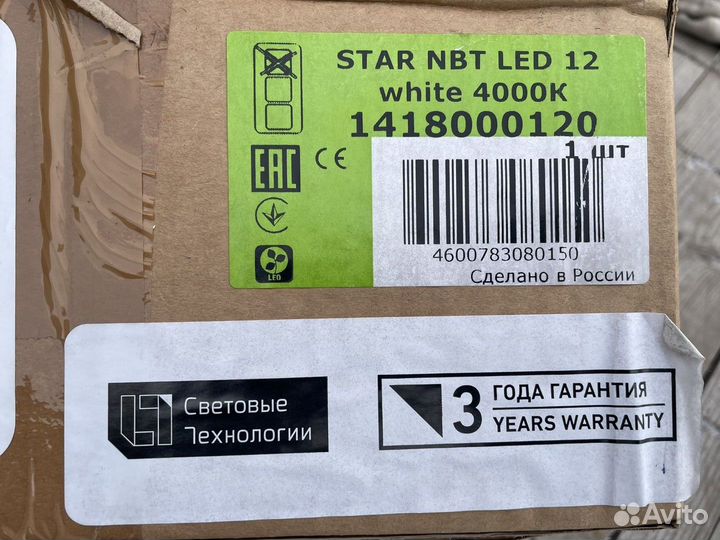 STAR NBT LED 12
white 4000K
1418000120
1 шт
EAC CE
LED
4600783080150
Сделано в России
Световые
Технологии
3 ГОДА ГАРАНТИЯ
YEARS WARRANTY
Avito